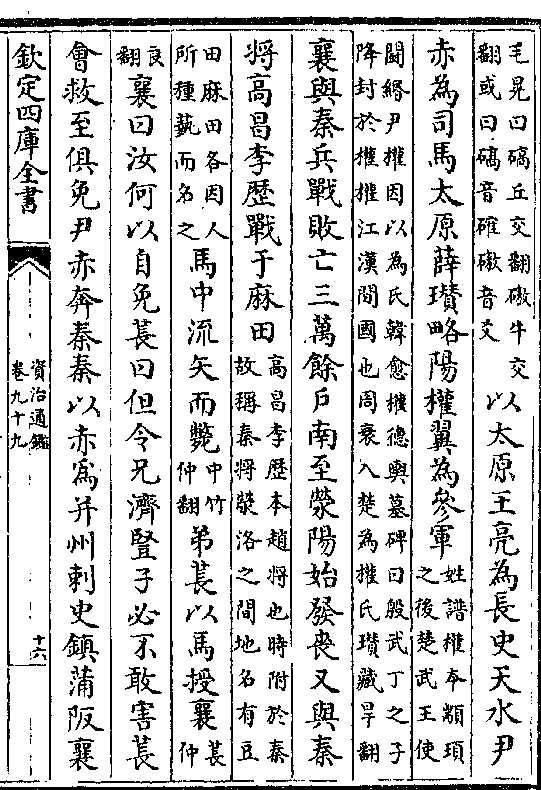 毛晃曰磝丘交翻磝牛交
翻或曰磝音確磝音爻
以太原王亮為長史天水尹
赤為司馬太原薛瓚略陽權翼為參軍
姓譜權本顓頊
之後楚武王使
鬬緡尹權因以為氏韓愈權德輿墓碑曰殷武丁之子
降封於權權江漢間國也周衰入楚為權氏瓚藏旱翻
襄與秦兵戰敗亡三萬餘戶南至滎陽始發喪又與秦
将高昌李歷戰于麻田
高昌李歷本趙將也時附於秦
故稱秦將滎洛之間地名有豆
田麻田各因人
所種蓺而名之
馬中流矢而斃
中竹
仲翻
弟萇以馬授襄
萇仲
良翻
襄曰汝何以自免萇曰但令兄濟豎子必不敢害萇
會救至俱免尹赤奔秦秦以赤為并州刺史鎮蒲阪襄
欽定四庫全書
資治通鑑
卷九十九
十六